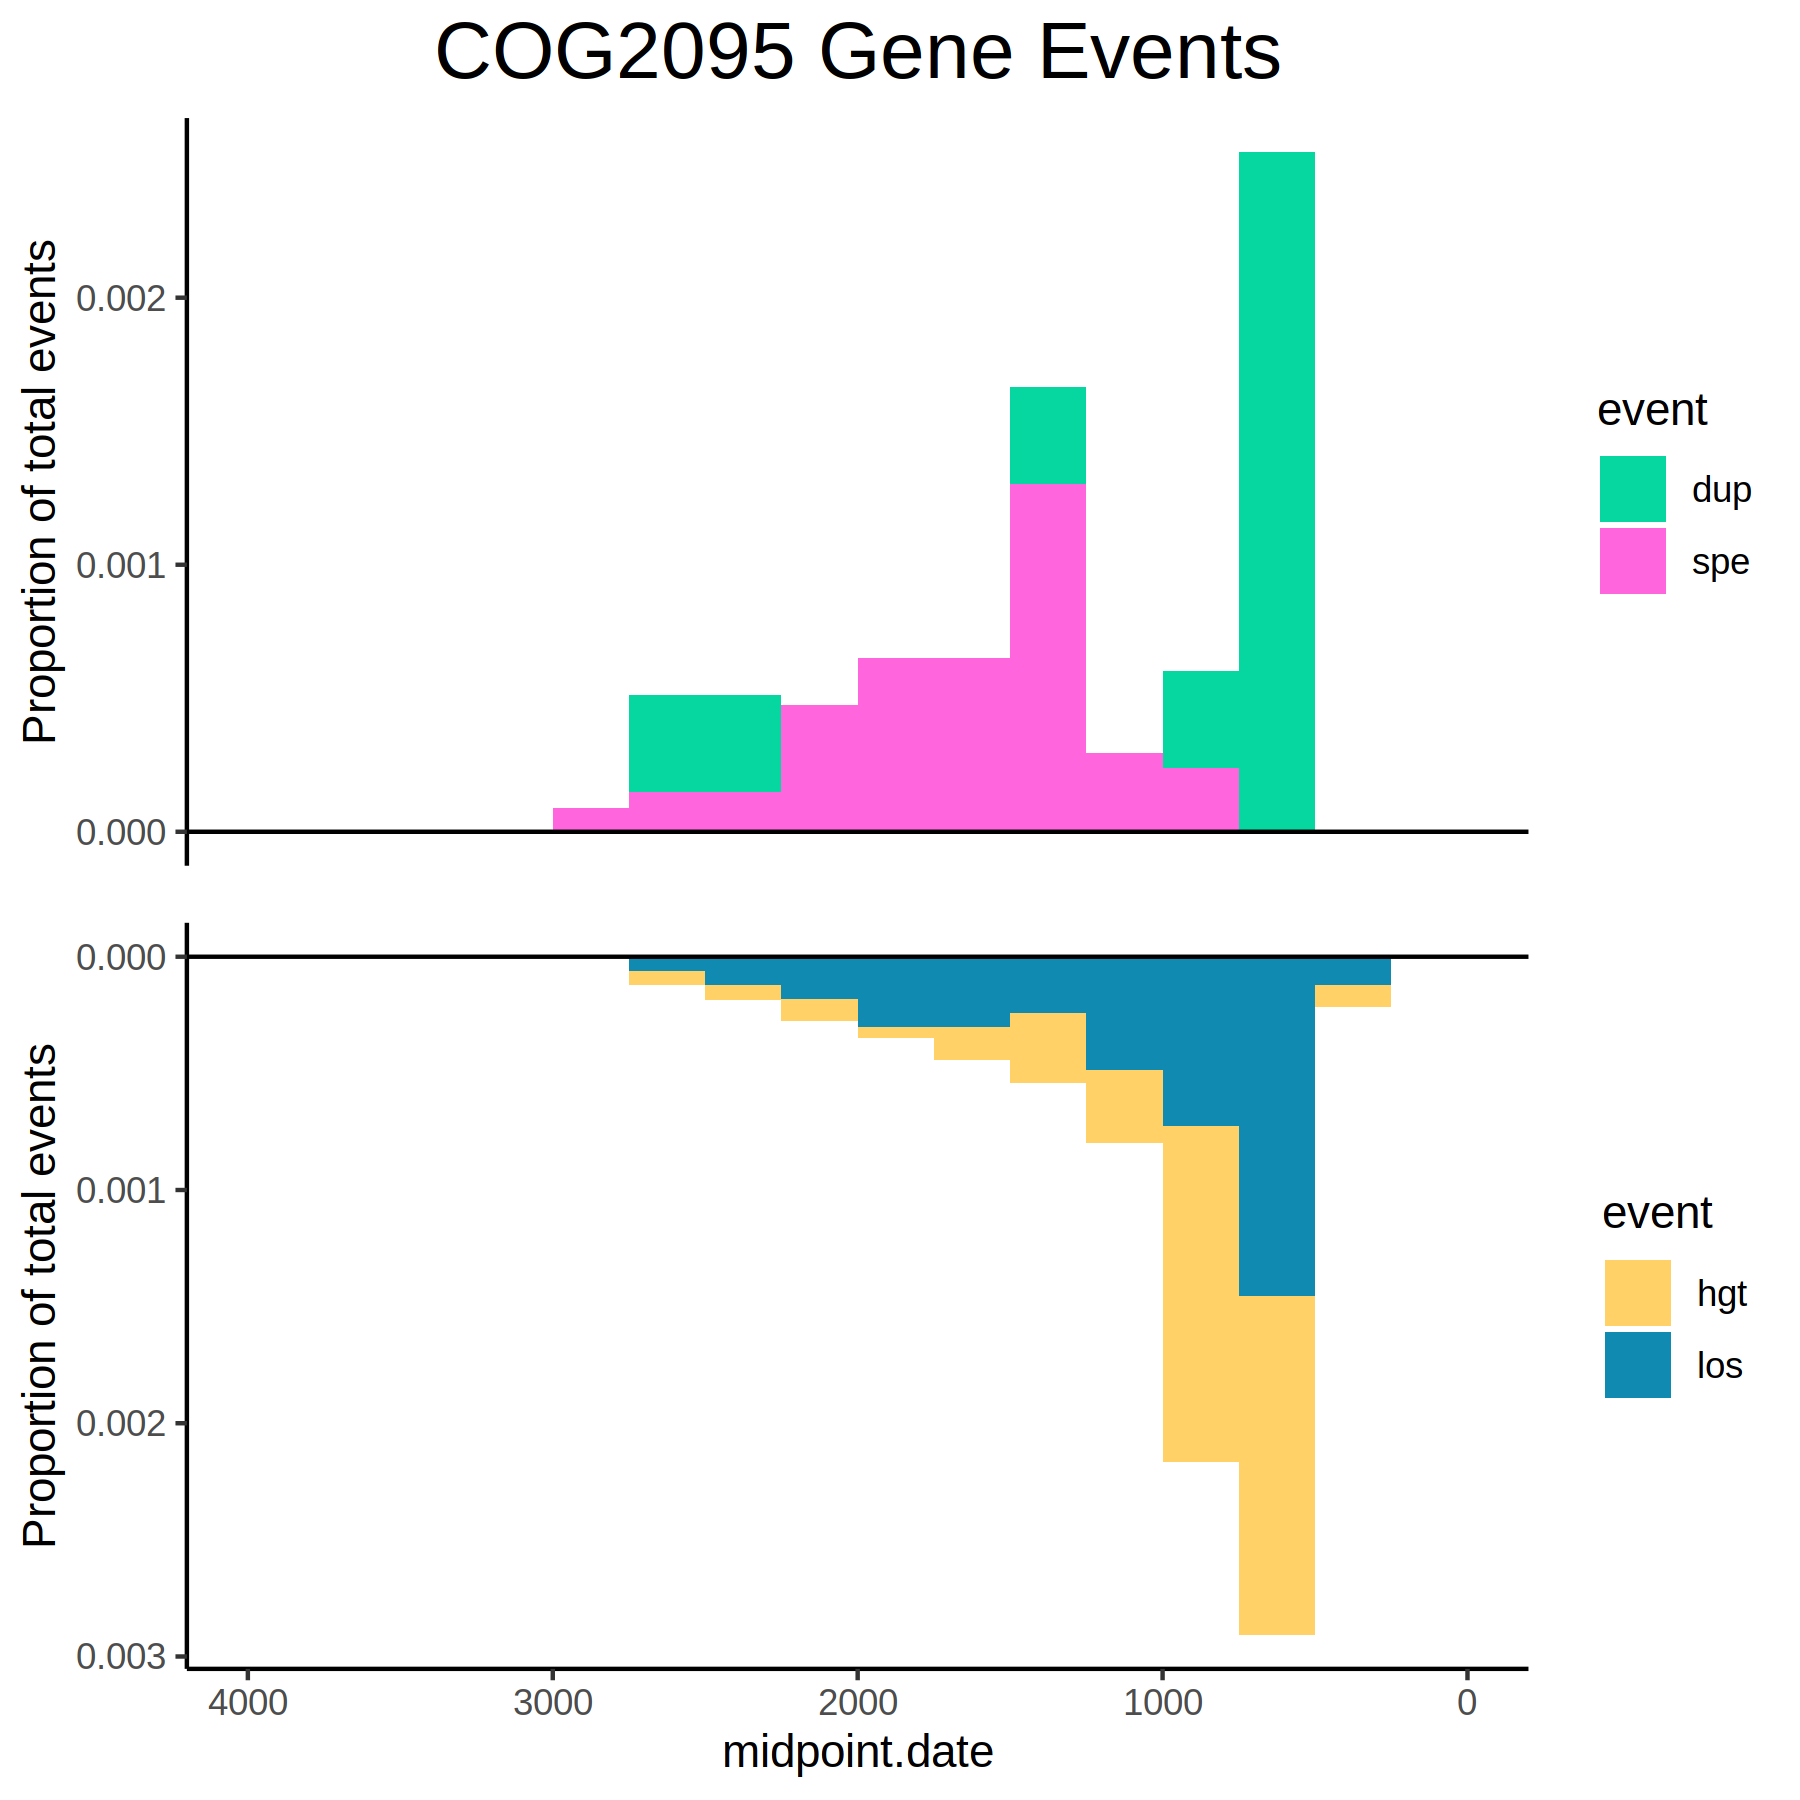 COG2095 Gene Events
Proportion of total events
0.002
0.001
0.000
event
dup
spe
Proportion of total events
0.000
0.001
0.002
0.003
event
hgt
los
4000 3000 2000 1000 0
midpoint.date